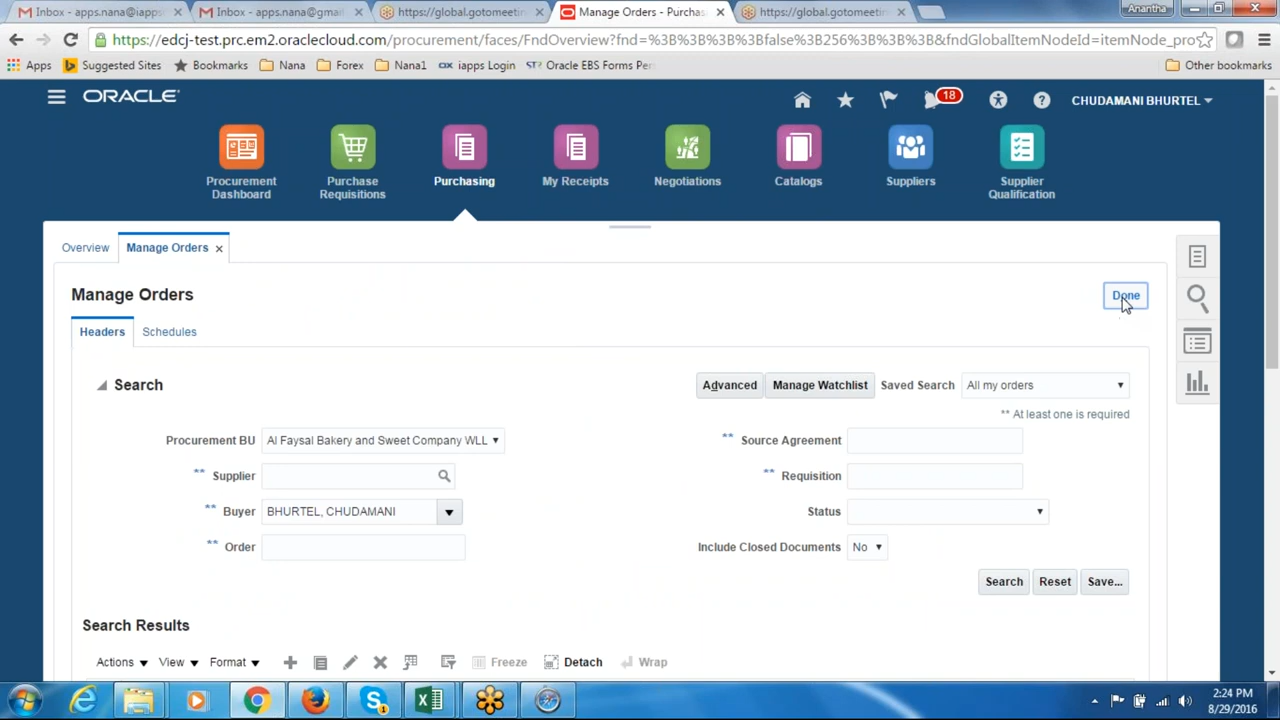 Inbox - apps.nana@iapps
Inbox - apps.nana@gmail
https://global.gotomeetin
Manage Orders - Purchas
https://global.gotomeetin
Anantha
https://edcj-test.prc.em2.oraclecloud.com/procurement/faces/FndOverview?fnd=%3B%3B%3B%3Bfalse%3B256%3B%3B%3B&fndGlobalItemNodeId=itemNode_pro
Apps
Suggested Sites
Bookmarks
Nana
Forex
Nana1
iapps Login
Oracle EBS Forms Per
Other bookmarks
ORACLE
18
CHUDAMANI BHURTEL
Procurement Dashboard
Purchase Requisitions
Purchasing
My Receipts
Negotiations
Catalogs
Suppliers
Supplier Qualification
Overview
Manage Orders
Manage Orders
Done
Headers
Schedules
Search
Advanced
Manage Watchlist
Saved Search
All my orders
** At least one is required
Procurement BU
Al Faysal Bakery and Sweet Company WLL
** Source Agreement
** Supplier
** Requisition
** Buyer
BHURTEL, CHUDAMANI
Status
** Order
Include Closed Documents
No
Search
Reset
Save...
Search Results
Actions
View
Format
Freeze
Detach
Wrap
2:24 PM
8/29/2016